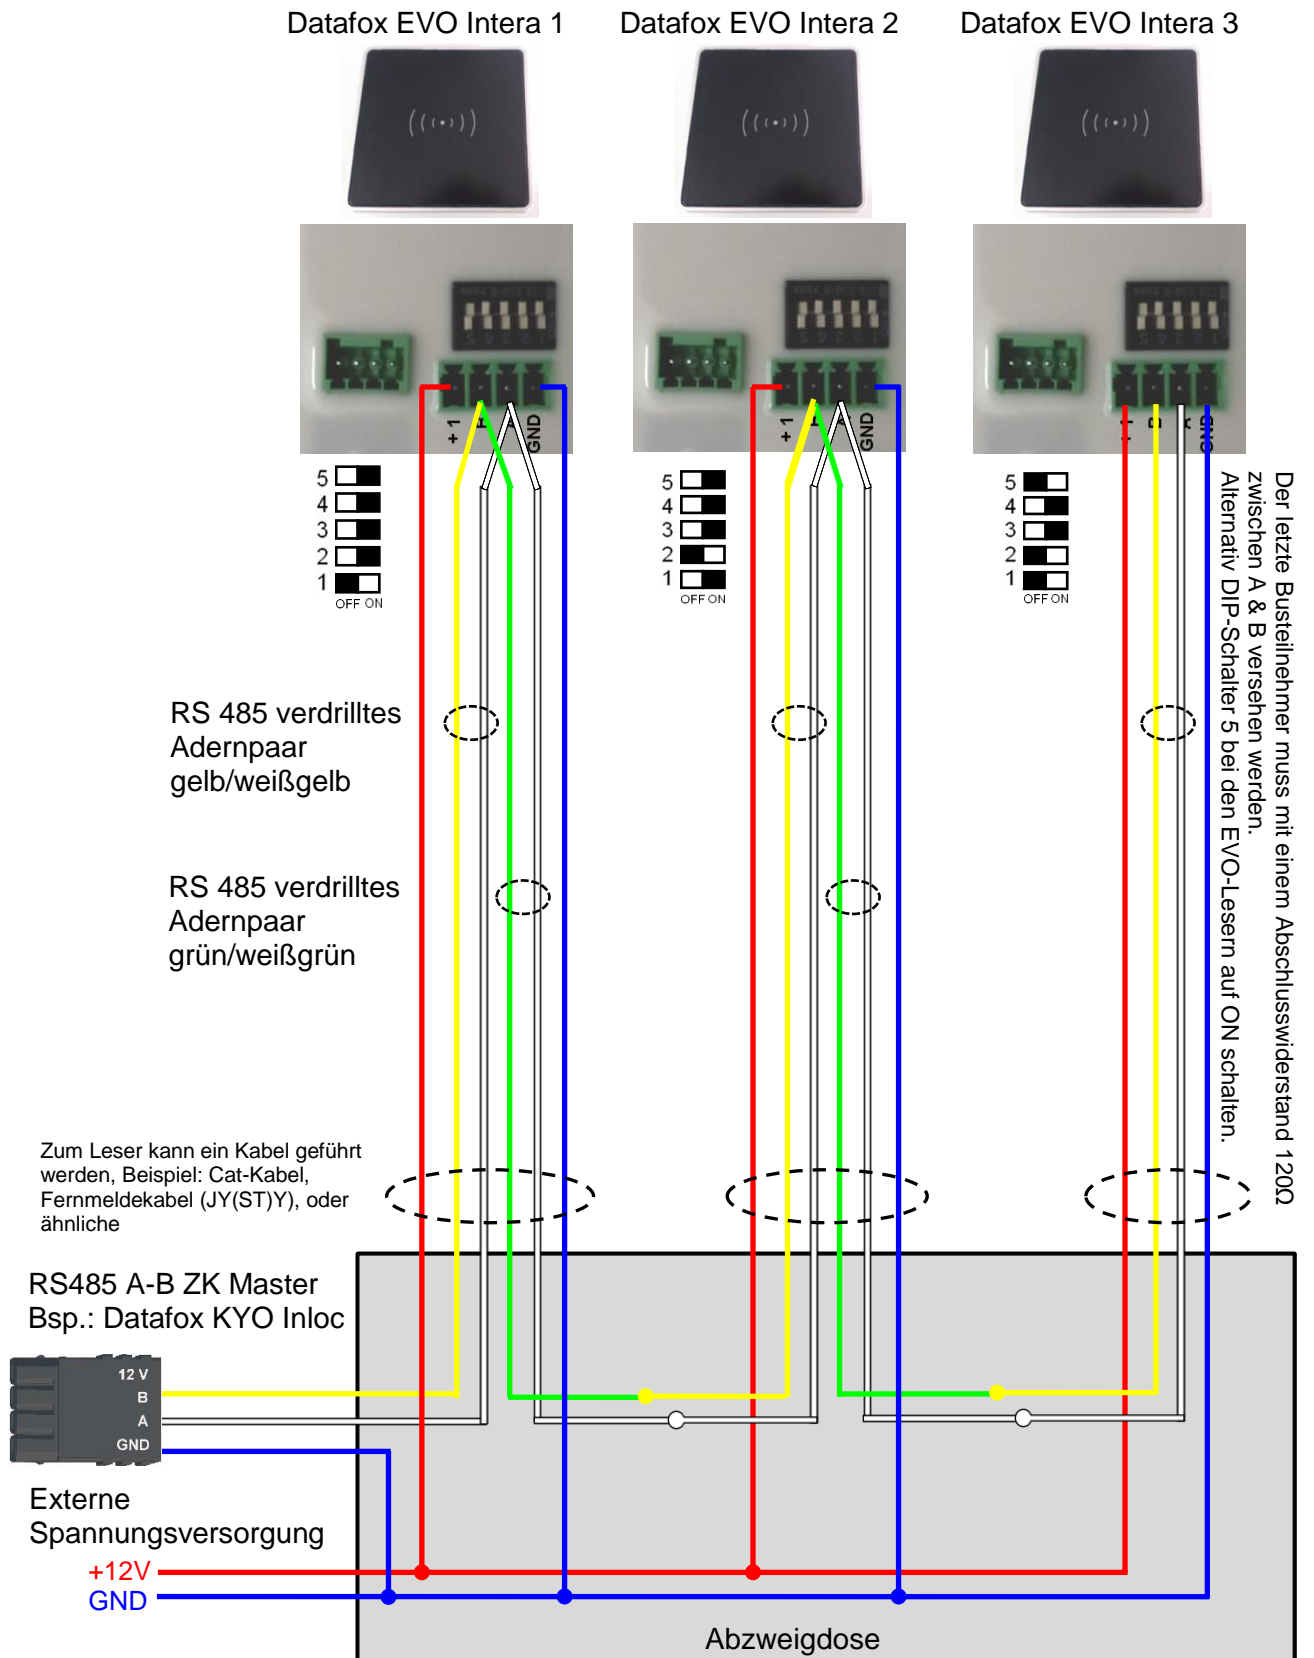 Datafox EVO Intera 1
Datafox EVO Intera 2
Datafox EVO Intera 3
+ 1
GND
+ 1
GND
B
A
GND
5
4
3
2
1
OFF ON
5
4
3
2
1
OFF ON
5
4
3
2
1
OFF ON
Der letzte Busteilnehmer muss mit einem Abschlusswiderstand 120Ω
zwischen A & B versehen werden.
Alternativ DIP-Schalter 5 bei den EVO-Lesern auf ON schalten.
RS 485 verdrilltes
Adernpaar
gelb/weißgelb
RS 485 verdrilltes
Adernpaar
grün/weißgrün
Zum Leser kann ein Kabel geführt
werden, Beispiel: Cat-Kabel,
Fernmeldekabel (JY(ST)Y), oder
ähnliche
RS485 A-B ZK Master
Bsp.: Datafox KYO Inloc
12 V
B
A
GND
Externe
Spannungsversorgung
+12V
GND
Abzweigdose